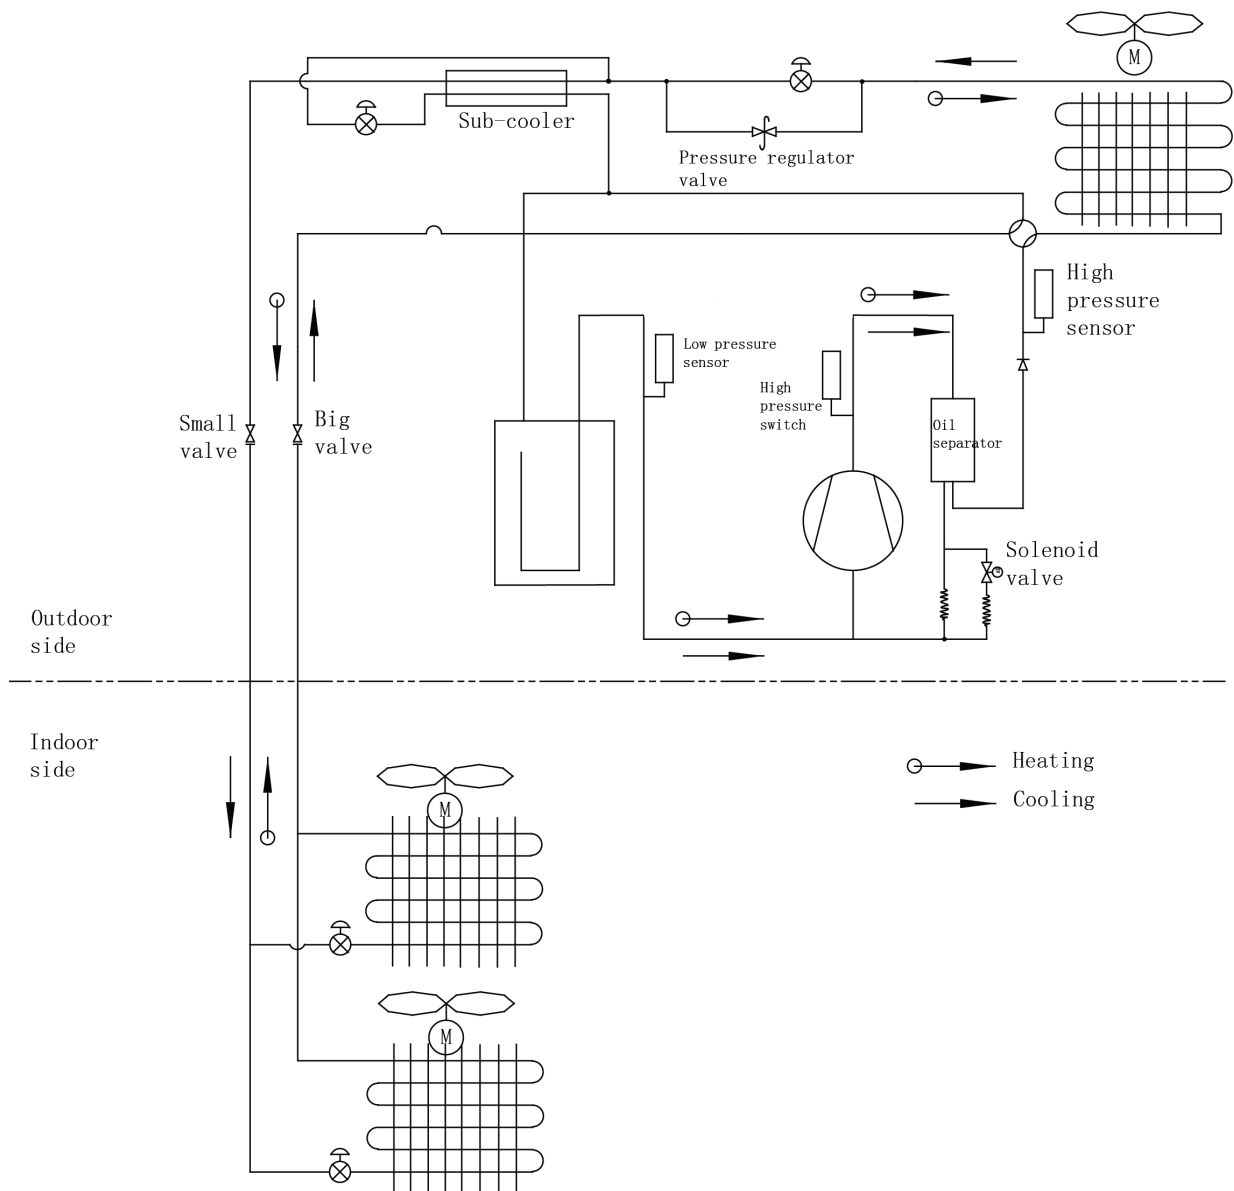 M
Sub-cooler
Pressure regulator
valve
High
pressure
sensor
Low pressure
sensor
High
pressure
switch
Oil
separator
Small
valve
Big
valve
Solenoid
valve
Outdoor
side
Indoor
side
Heating
Cooling
M
M